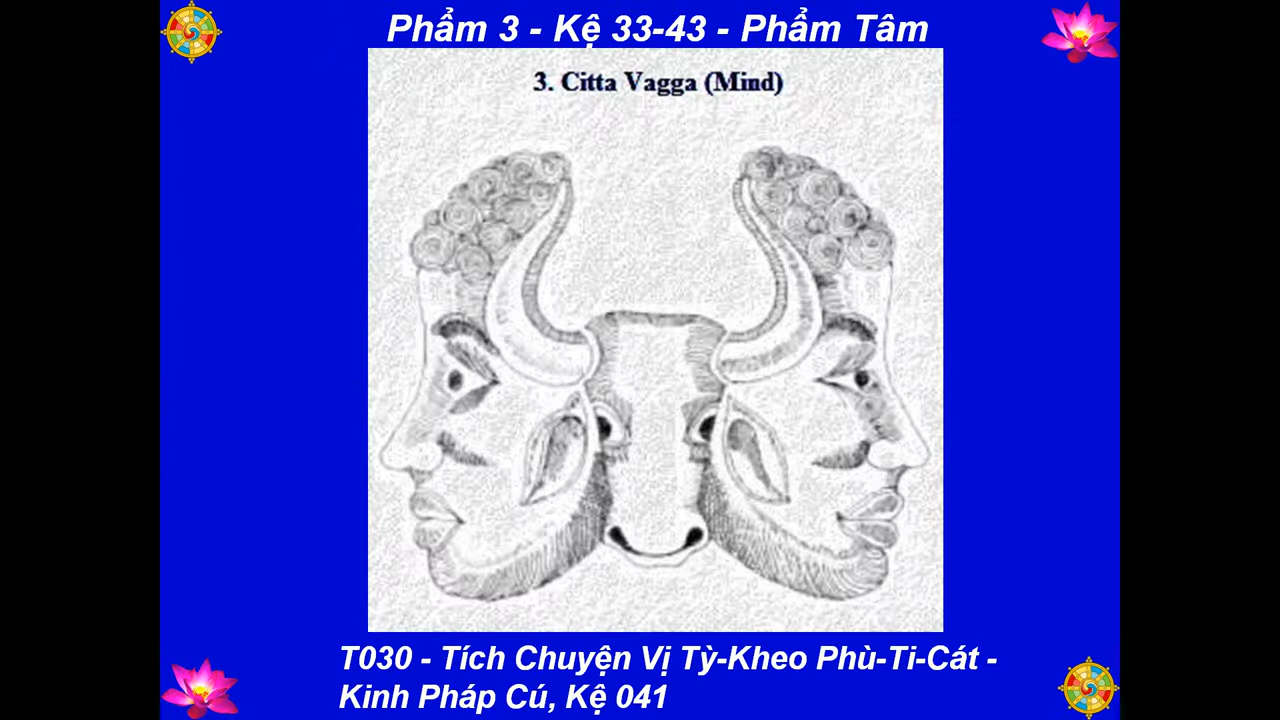 Phẩm 3 - Kệ 33-43 - Phẩm Tâm
3. Citta Vagga (Mind)
T030 - Tích Chuyện Vị Tỳ-Kheo Phù-Ti-Cát -
Kinh Pháp Cú, Kệ 041